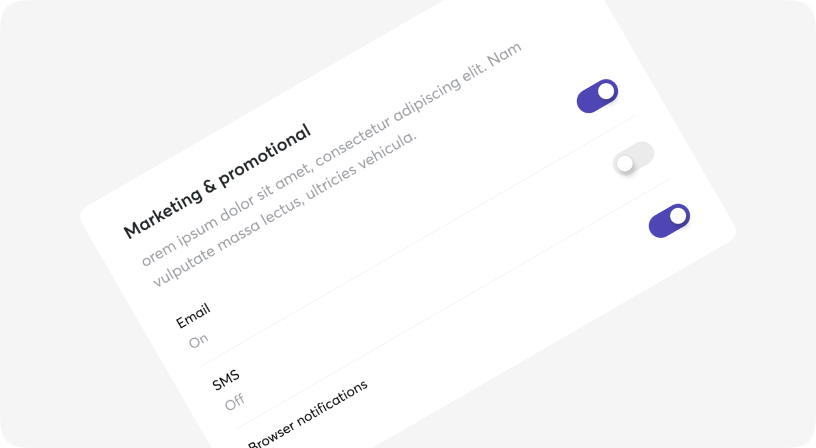 Marketing & promotional
orem ipsum dolor sit amet, consectetur adipiscing elit. Nam
vulputate massa lectus, ultricies vehicula.
Email
On
SMS
Off
Browser notifications